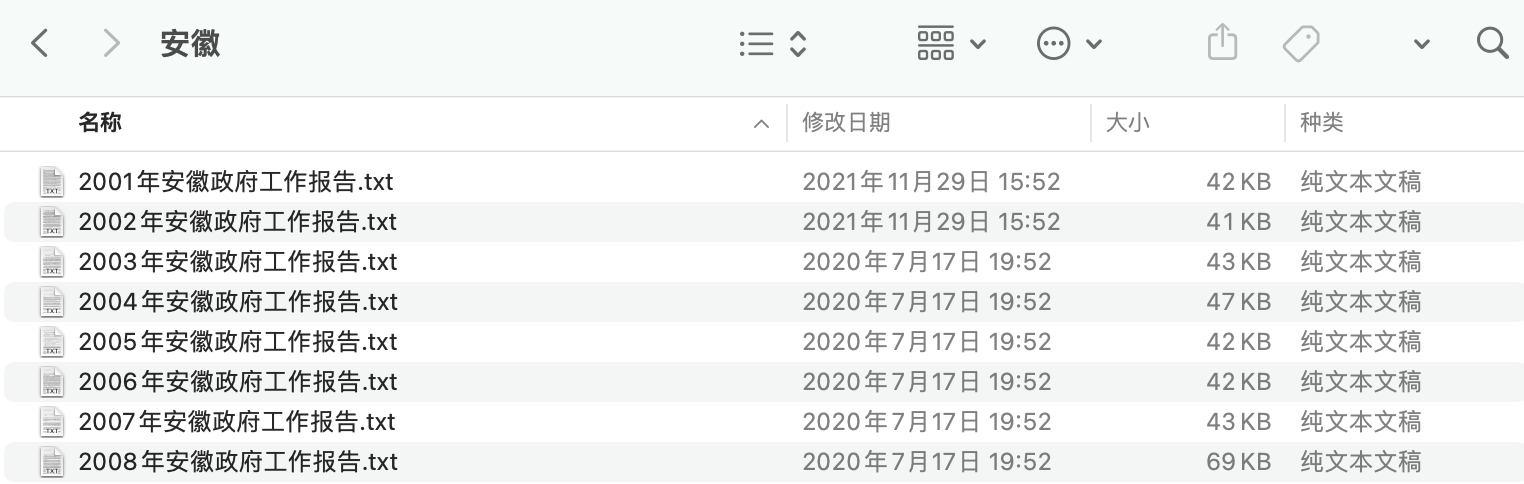 安徽
名称 修改日期 大小 种类
2001年安徽政府工作报告.txt 2021年11月29日 15:52 42 KB 纯文本文稿
2002年安徽政府工作报告.txt 2021年11月29日 15:52 41 KB 纯文本文稿
2003年安徽政府工作报告.txt 2020年7月17日 19:52 43 KB 纯文本文稿
2004年安徽政府工作报告.txt 2020年7月17日 19:52 47 KB 纯文本文稿
2005年安徽政府工作报告.txt 2020年7月17日 19:52 42 KB 纯文本文稿
2006年安徽政府工作报告.txt 2020年7月17日 19:52 42 KB 纯文本文稿
2007年安徽政府工作报告.txt 2020年7月17日 19:52 43 KB 纯文本文稿
2008年安徽政府工作报告.txt 2020年7月17日 19:52 69 KB 纯文本文稿